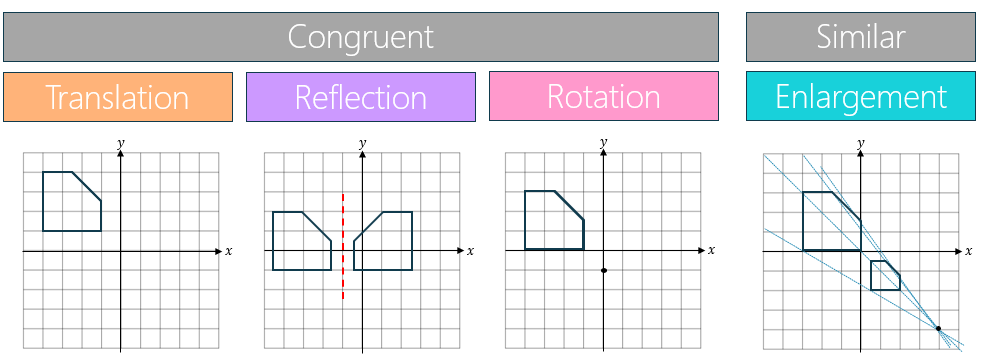 Congruent
Similar
Translation
Reflection
Rotation
Enlargement
y
x
y
x
y
x
y
x